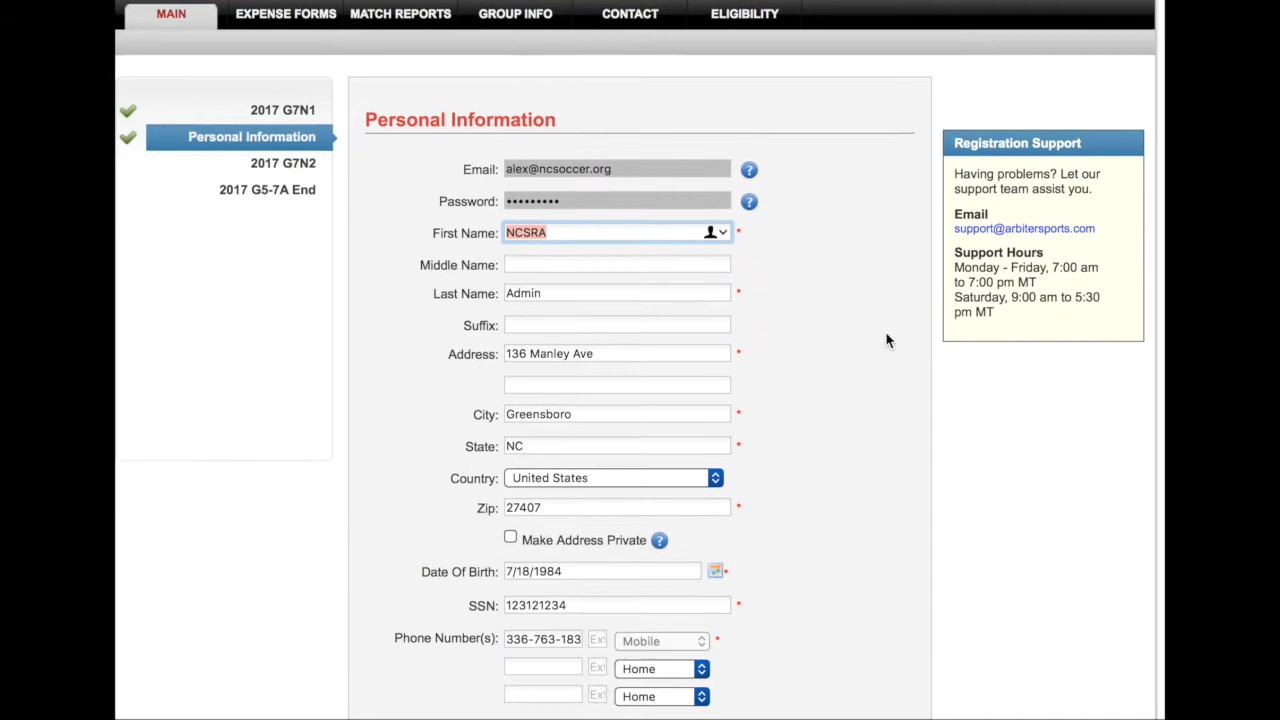 MAIN EXPENSE FORMS MATCH REPORTS GROUP INFO CONTACT ELIGIBILITY
2017 G7N1
Personal Information
2017 G7N2
2017 G5-7A End
Personal Information
Email: alex@ncsoccer.org ?
Password: ••••••••• ?
First Name: NCSRA *
Middle Name:
Last Name: Admin *
Suffix:
Address: 136 Manley Ave *
City: Greensboro *
State: NC *
Country: United States
Zip: 27407 *
Make Address Private ?
Date Of Birth: 7/18/1984 *
SSN: 123121234 *
Phone Number(s): 336-763-183 Ext Mobile *
Ext Home
Ext Home
Registration Support
Having problems? Let our
support team assist you.
Email
support@arbitersports.com
Support Hours
Monday - Friday, 7:00 am
to 7:00 pm MT
Saturday, 9:00 am to 5:30
pm MT